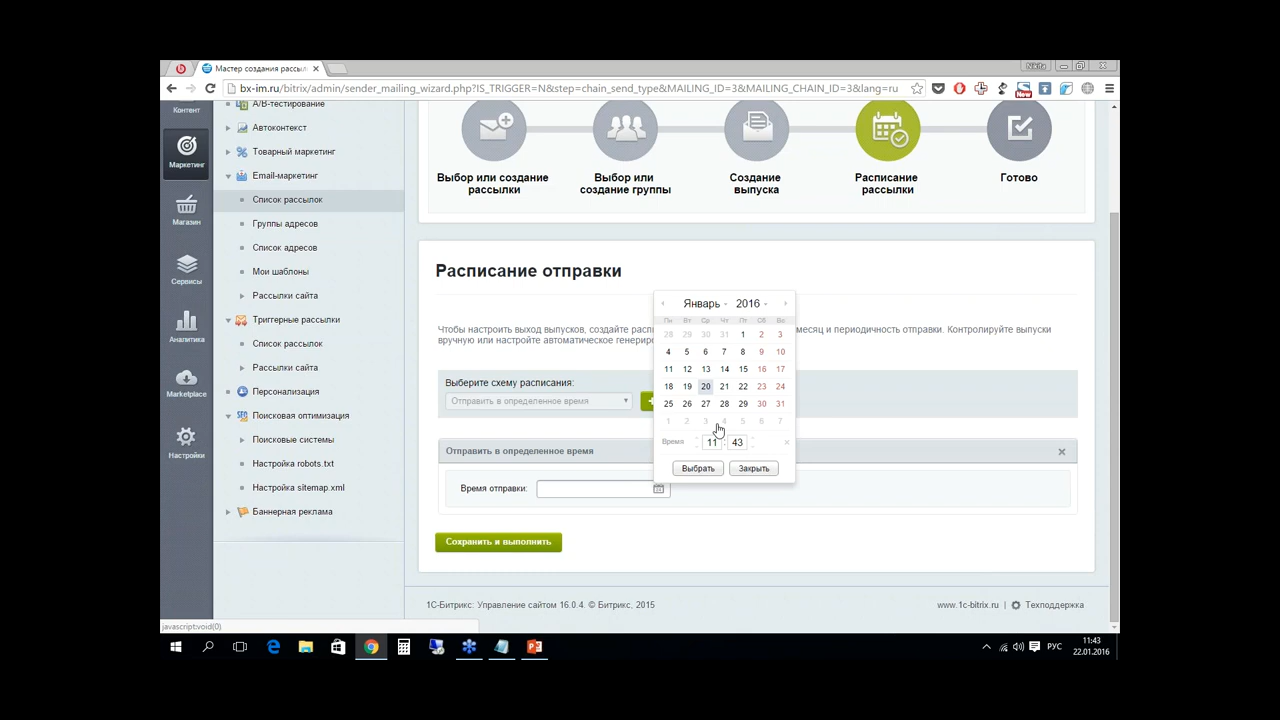 Мастер создания рассыл
Nikita
bx-im.ru/bitrix/admin/sender_mailing_wizard.php?IS_TRIGGER=N&step=chain_send_type&MAILING_ID=3&MAILING_CHAIN_ID=3&lang=ru
New
Контент
Маркетинг
Магазин
Сервисы
Аналитика
Marketplace
Настройки
A/B-тестирование
Автоконтекст
Товарный маркетинг
Email-маркетинг
Список рассылок
Группы адресов
Список адресов
Мои шаблоны
Рассылки сайта
Триггерные рассылки
Список рассылок
Рассылки сайта
Персонализация
SEO
Поисковая оптимизация
Поисковые системы
Настройка robots.txt
Настройка sitemap.xml
Баннерная реклама
Выбор или создание
рассылки
Выбор или
создание группы
Создание
выпуска
Расписание
рассылки
Готово
Расписание отправки
Чтобы настроить выход выпусков, создайте расп
месяц и периодичность отправки. Контролируйте выпуски
вручную или настройте автоматическое генерир
Выберите схему расписания:
Отправить в определенное время
Январь 2016
Пн Вт Ср Чт Пт Сб Вс
28 29 30 31 1 2 3
4 5 6 7 8 9 10
11 12 13 14 15 16 17
18 19 20 21 22 23 24
25 26 27 28 29 30 31
1 2 3 4 5 6 7
Время 11 : 43
Выбрать Закрыть
Отправить в определенное время
Время отправки:
Сохранить и выполнить
1С-Битрикс: Управление сайтом 16.0.4. © Битрикс, 2015
www.1c-bitrix.ru
Техподдержка
javascript:void(0)
РУС
11:43
22.01.2016